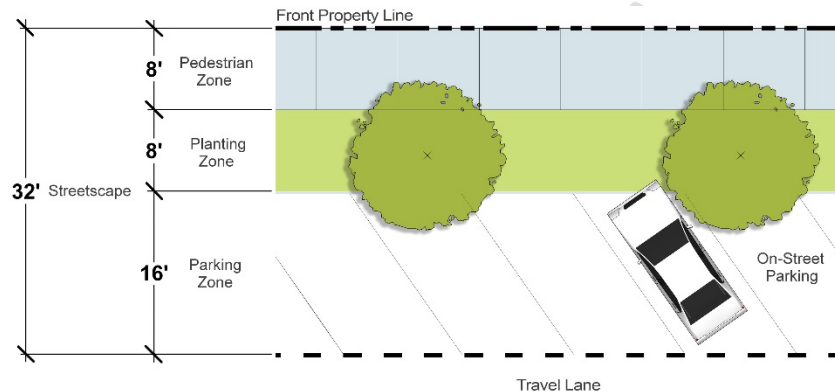 Front Property Line
8'
Pedestrian
Zone
8'
Planting
Zone
32'
Streetscape
16'
Parking
Zone
On-Street
Parking
Travel Lane